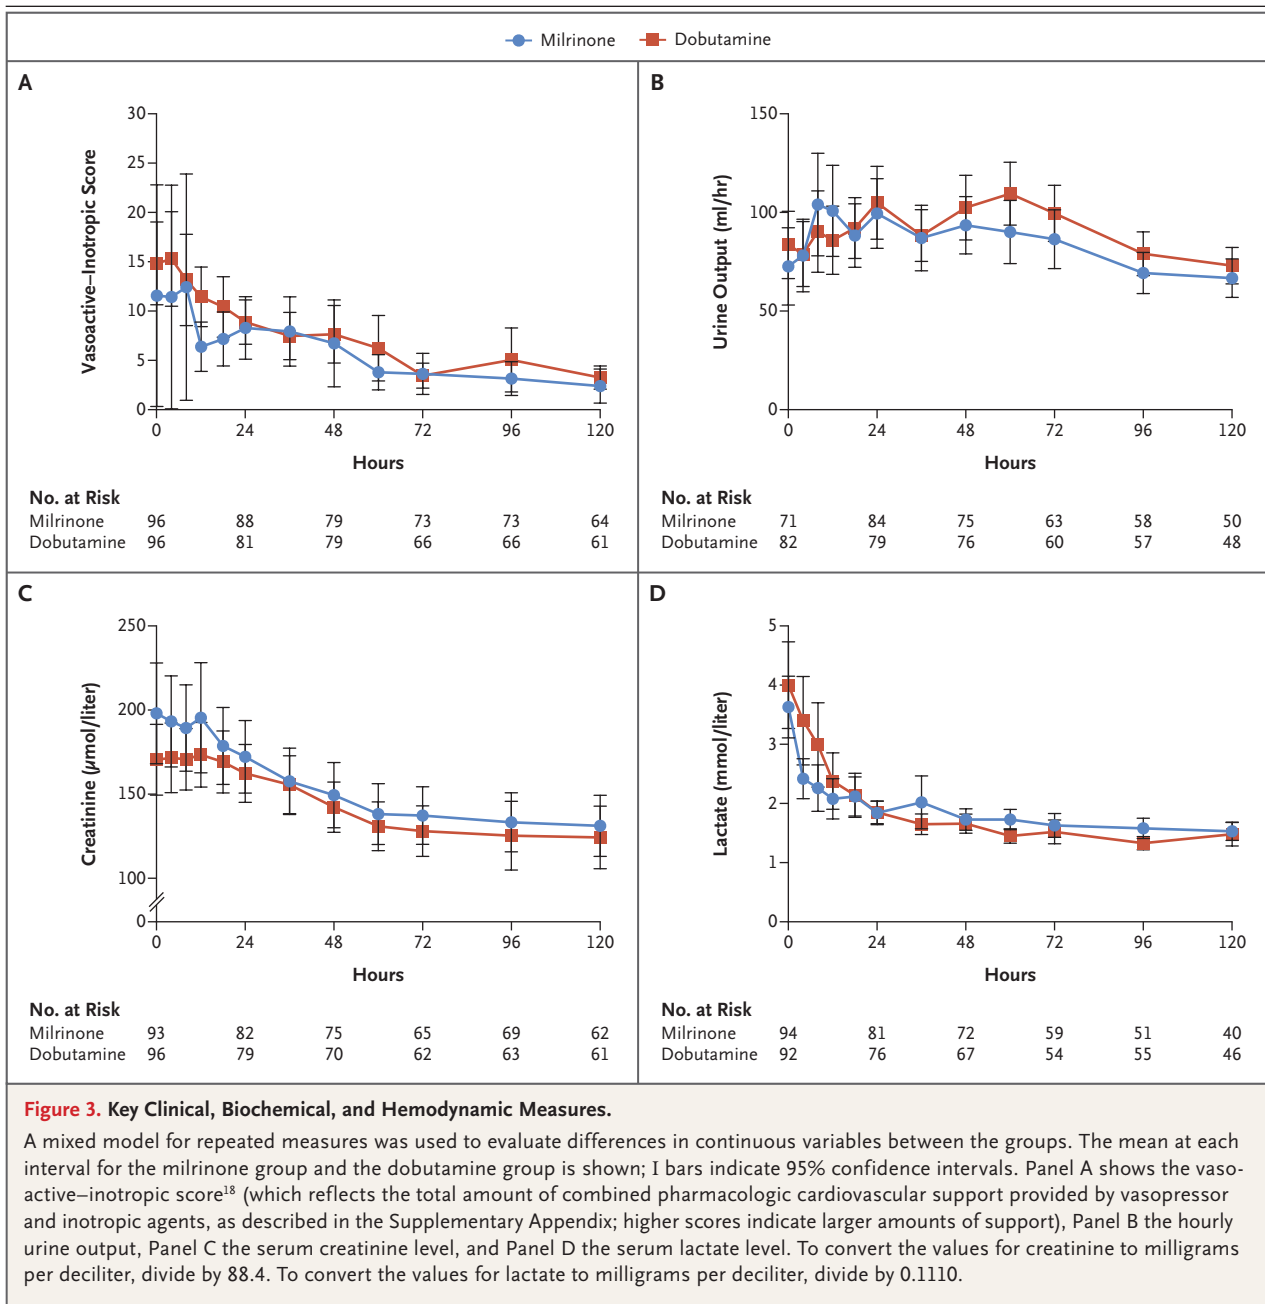 Milrinone Dobutamine
A
30
25
20
15
10
5
0
Vasoactive–Inotropic Score
0 24 48 72 96 120
Hours
No. at Risk
Milrinone 96 88 79 73 73 64
Dobutamine 96 81 79 66 66 61
B
150
100
50
0
Urine Output (ml/hr)
0 24 48 72 96 120
Hours
No. at Risk
Milrinone 71 84 75 63 58 50
Dobutamine 82 79 76 60 57 48
C
250
200
150
100
0
Creatinine (µmol/liter)
0 24 48 72 96 120
Hours
No. at Risk
Milrinone 93 82 75 65 69 62
Dobutamine 96 79 70 62 63 61
D
5
4
3
2
1
0
Lactate (mmol/liter)
0 24 48 72 96 120
Hours
No. at Risk
Milrinone 94 81 72 59 51 40
Dobutamine 92 76 67 54 55 46
Figure 3. Key Clinical, Biochemical, and Hemodynamic Measures.
A mixed model for repeated measures was used to evaluate differences in continuous variables between the groups. The mean at each
interval for the milrinone group and the dobutamine group is shown; I bars indicate 95% confidence intervals. Panel A shows the vaso-
active–inotropic score18 (which reflects the total amount of combined pharmacologic cardiovascular support provided by vasopressor
and inotropic agents, as described in the Supplementary Appendix; higher scores indicate larger amounts of support), Panel B the hourly
urine output, Panel C the serum creatinine level, and Panel D the serum lactate level. To convert the values for creatinine to milligrams
per deciliter, divide by 88.4. To convert the values for lactate to milligrams per deciliter, divide by 0.1110.